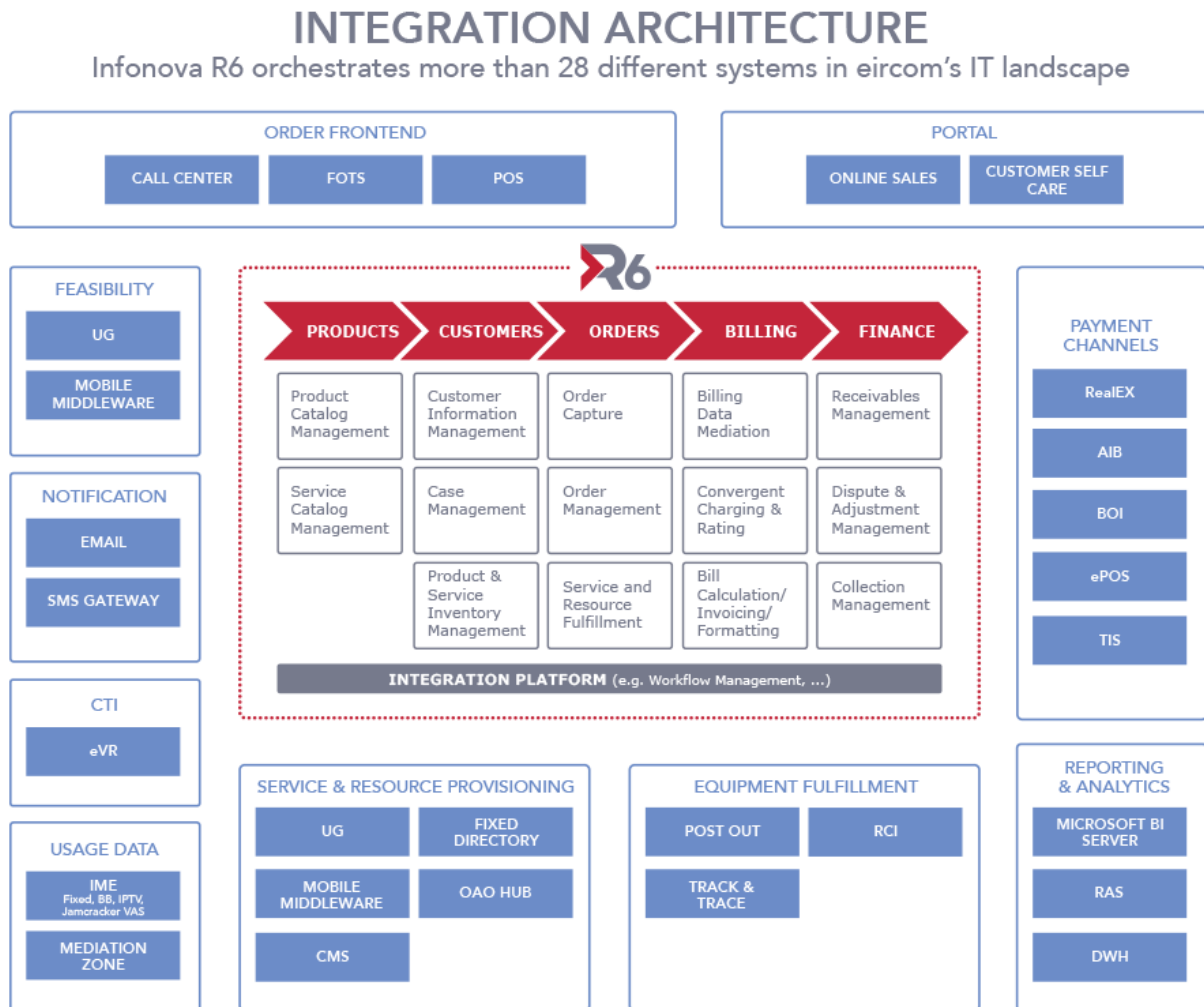 INTEGRATION ARCHITECTURE
Infonova R6 orchestrates more than 28 different systems in eircom's IT landscape
ORDER FRONTEND
CALL CENTER
FOTS
POS
PORTAL
ONLINE SALES
CUSTOMER SELF
CARE
FEASIBILITY
UG
MOBILE
MIDDLEWARE
NOTIFICATION
EMAIL
SMS GATEWAY
CTI
eVR
USAGE DATA
IME
Fixed, BB, IPTV,
Jamcracker VAS
MEDIATION
ZONE
R6
PRODUCTS
CUSTOMERS
ORDERS
BILLING
FINANCE
Product
Catalog
Management
Customer
Information
Management
Order
Capture
Billing
Data
Mediation
Receivables
Management
Service
Catalog
Management
Case
Management
Order
Management
Convergent
Charging &
Rating
Dispute &
Adjustment
Management
Product &
Service
Inventory
Management
Service and
Resource
Fulfillment
Bill
Calculation/
Invoicing/
Formatting
Collection
Management
INTEGRATION PLATFORM (e.g. Workflow Management, ...)
PAYMENT
CHANNELS
RealEX
AIB
BOI
ePOS
TIS
SERVICE & RESOURCE PROVISIONING
UG
FIXED
DIRECTORY
MOBILE
MIDDLEWARE
OAO HUB
CMS
EQUIPMENT FULFILLMENT
POST OUT
RCI
TRACK &
TRACE
REPORTING
& ANALYTICS
MICROSOFT BI
SERVER
RAS
DWH